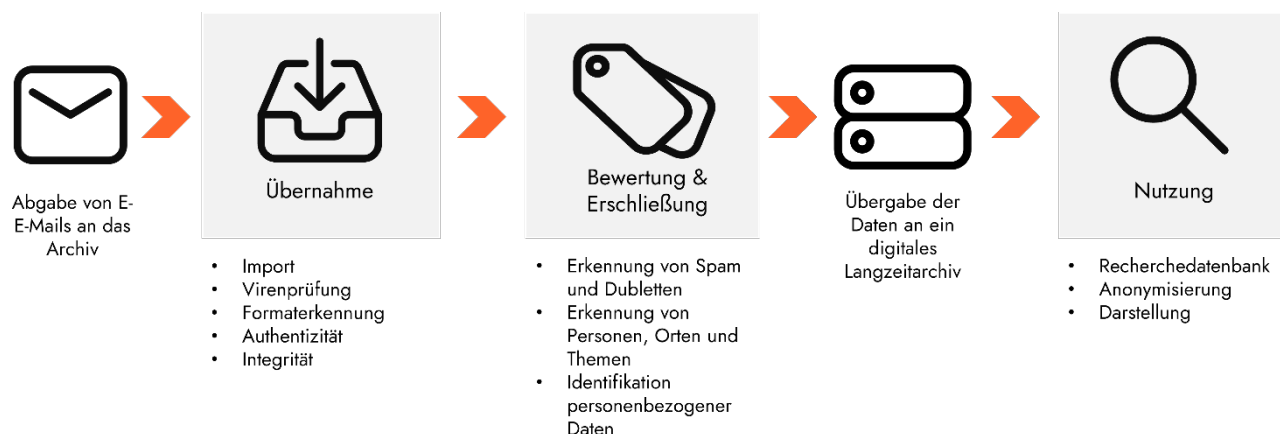 Abgabe von E-
E-Mails an das
Archiv
Übernahme
• Import
• Virenprüfung
• Formaterkennung
• Authentizität
• Integrität
Bewertung &
Erschließung
• Erkennung von Spam
und Dubletten
• Erkennung von
Personen, Orten und
Themen
• Identifikation
personenbezogener
Daten
Übergabe der
Daten an ein
digitales
Langzeitarchiv
Nutzung
• Recherchedatenbank
• Anonymisierung
• Darstellung